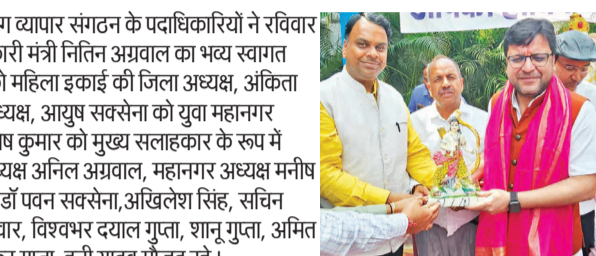 ग व्यापार संगठन के पदाधिकारियों ने रविवार
कारी मंत्री नितिन अग्रवाल का भव्य स्वागत
महिला इकाई की जिला अध्यक्ष, अंकिता
ध्यक्ष, आयुष सक्सेना को युवा महानगर
कुमार को मुख्य सलाहकार के रूप में
ध्यक्ष अनिल अग्रवाल, महानगर अध्यक्ष मनीष
डॉ पवन सक्सेना,अखिलेश सिंह, सचिन
वार, विश्वभर दयाल गुप्ता, शानू गुप्ता, अमित